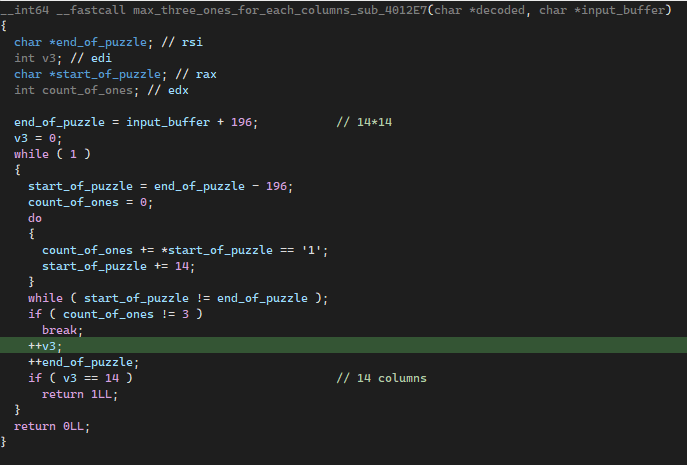 __int64 __fastcall max_three_ones_for_each_columns_sub_4012E7(char *decoded, char *input_buffer)
{
  char *end_of_puzzle; // rsi
  int v3; // edi
  char *start_of_puzzle; // rax
  int count_of_ones; // edx

  end_of_puzzle = input_buffer + 196;           // 14*14
  v3 = 0;
  while ( 1 )
  {
    start_of_puzzle = end_of_puzzle - 196;
    count_of_ones = 0;
    do
    {
      count_of_ones += *start_of_puzzle == '1';
      start_of_puzzle += 14;
    }
    while ( start_of_puzzle != end_of_puzzle );
    if ( count_of_ones != 3 )
      break;
    ++v3;
    ++end_of_puzzle;
    if ( v3 == 14 )                             // 14 columns
      return 1LL;
  }
  return 0LL;
}